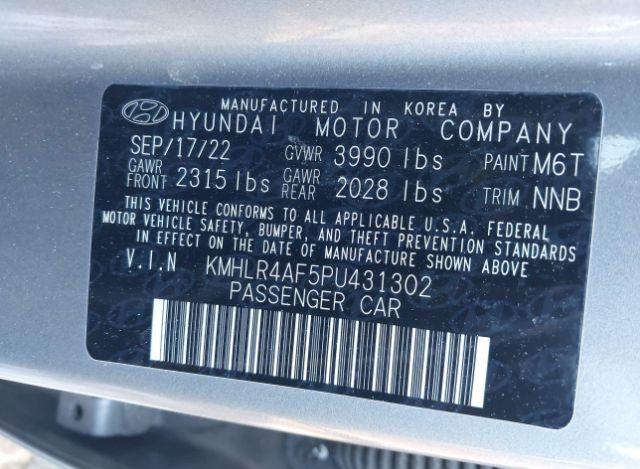 MANUFACTURED IN KOREA BY
HYUNDAI MOTOR COMPANY
SEP/17/22 GVWR 3990 lbs PAINT M6T
GAWR FRONT 2315 lbs GAWR REAR 2028 lbs TRIM NNB
THIS VEHICLE CONFORMS TO ALL APPLICABLE U.S.A. FEDERAL
MOTOR VEHICLE SAFETY, BUMPER, AND THEFT PREVENTION STANDARDS
IN EFFECT ON THE DATE OF MANUFACTURE SHOWN ABOVE
V.I.N KMHLR4AF5PU431302
PASSENGER CAR